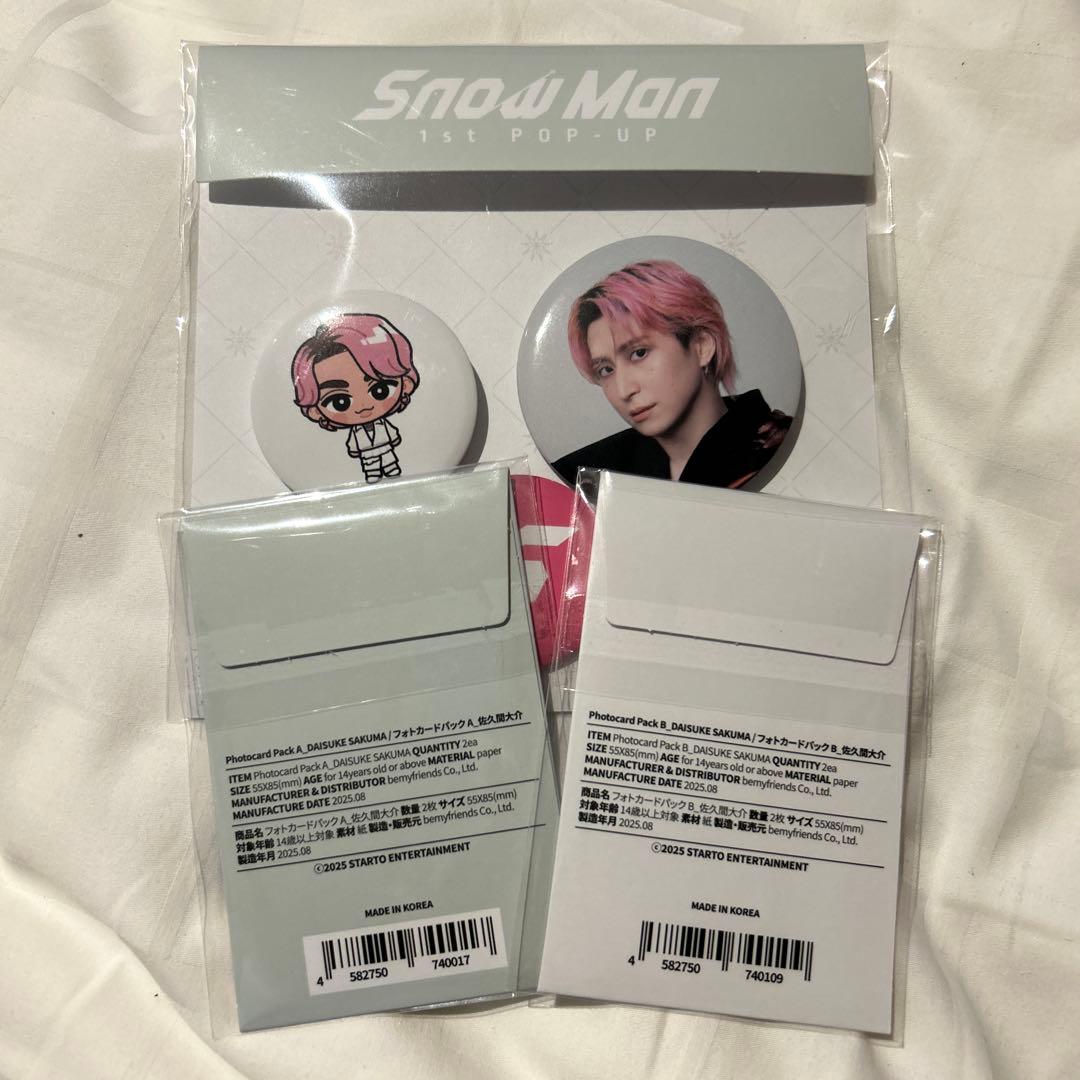 Snow Man
1st POP-UP
Photocard Pack A_DAISUKE SAKUMA / フォトカードパック A_佐久間大介
ITEM Photocard Pack A_DAISUKE SAKUMA QUANTITY 2ea
SIZE 55X85(mm) AGE for 14years old or above MATERIAL paper
MANUFACTURER & DISTRIBUTOR bemyfriends Co., Ltd.
MANUFACTURE DATE 2025.08
商品名 フォトカードパック A_佐久間大介 数量 2枚 サイズ 55X85(mm)
対象年齢 14歳以上対象 素材 紙 製造・販売元 bemyfriends Co., Ltd.
製造年月 2025.08
©2025 STARTO ENTERTAINMENT
MADE IN KOREA
4 582750 740017
Photocard Pack B_DAISUKE SAKUMA / フォトカードパック B_佐久間大介
ITEM Photocard Pack B_DAISUKE SAKUMA QUANTITY 2ea
SIZE 55X85(mm) AGE for 14years old or above MATERIAL paper
MANUFACTURER & DISTRIBUTOR bemyfriends Co., Ltd.
MANUFACTURE DATE 2025.08
商品名 フォトカードパック B_佐久間大介 数量 2枚 サイズ 55X85(mm)
対象年齢 14歳以上対象 素材 紙 製造・販売元 bemyfriends Co., Ltd.
製造年月 2025.08
©2025 STARTO ENTERTAINMENT
MADE IN KOREA
4 582750 740109